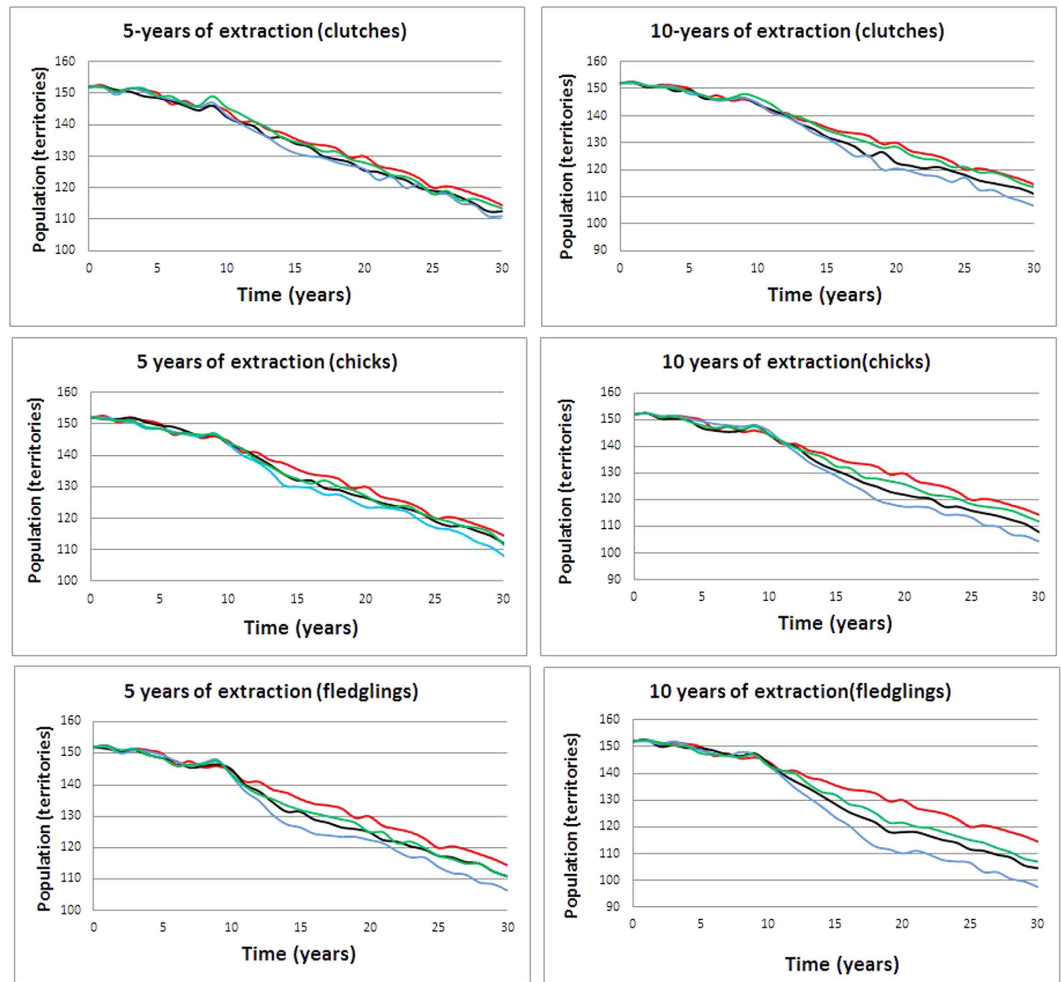 5-years of extraction (clutches)
Population (territories)
160
150
140
130
120
110
100
0 5 10 15 20 25 30
Time (years)
10-years of extraction (clutches)
Population (territories)
160
150
140
130
120
110
100
90
0 5 10 15 20 25 30
Time (years)
5 years of extraction (chicks)
Population (territories)
160
150
140
130
120
110
100
0 5 10 15 20 25 30
Time (years)
10 years of extraction(chicks)
Population (territories)
160
150
140
130
120
110
100
90
0 5 10 15 20 25 30
Time (years)
5 years of extraction (fledglings)
Population (territories)
160
150
140
130
120
110
100
0 5 10 15 20 25 30
Time (years)
10 years of extraction(fledglings)
Population (territories)
160
150
140
130
120
110
100
90
0 5 10 15 20 25 30
Time (years)